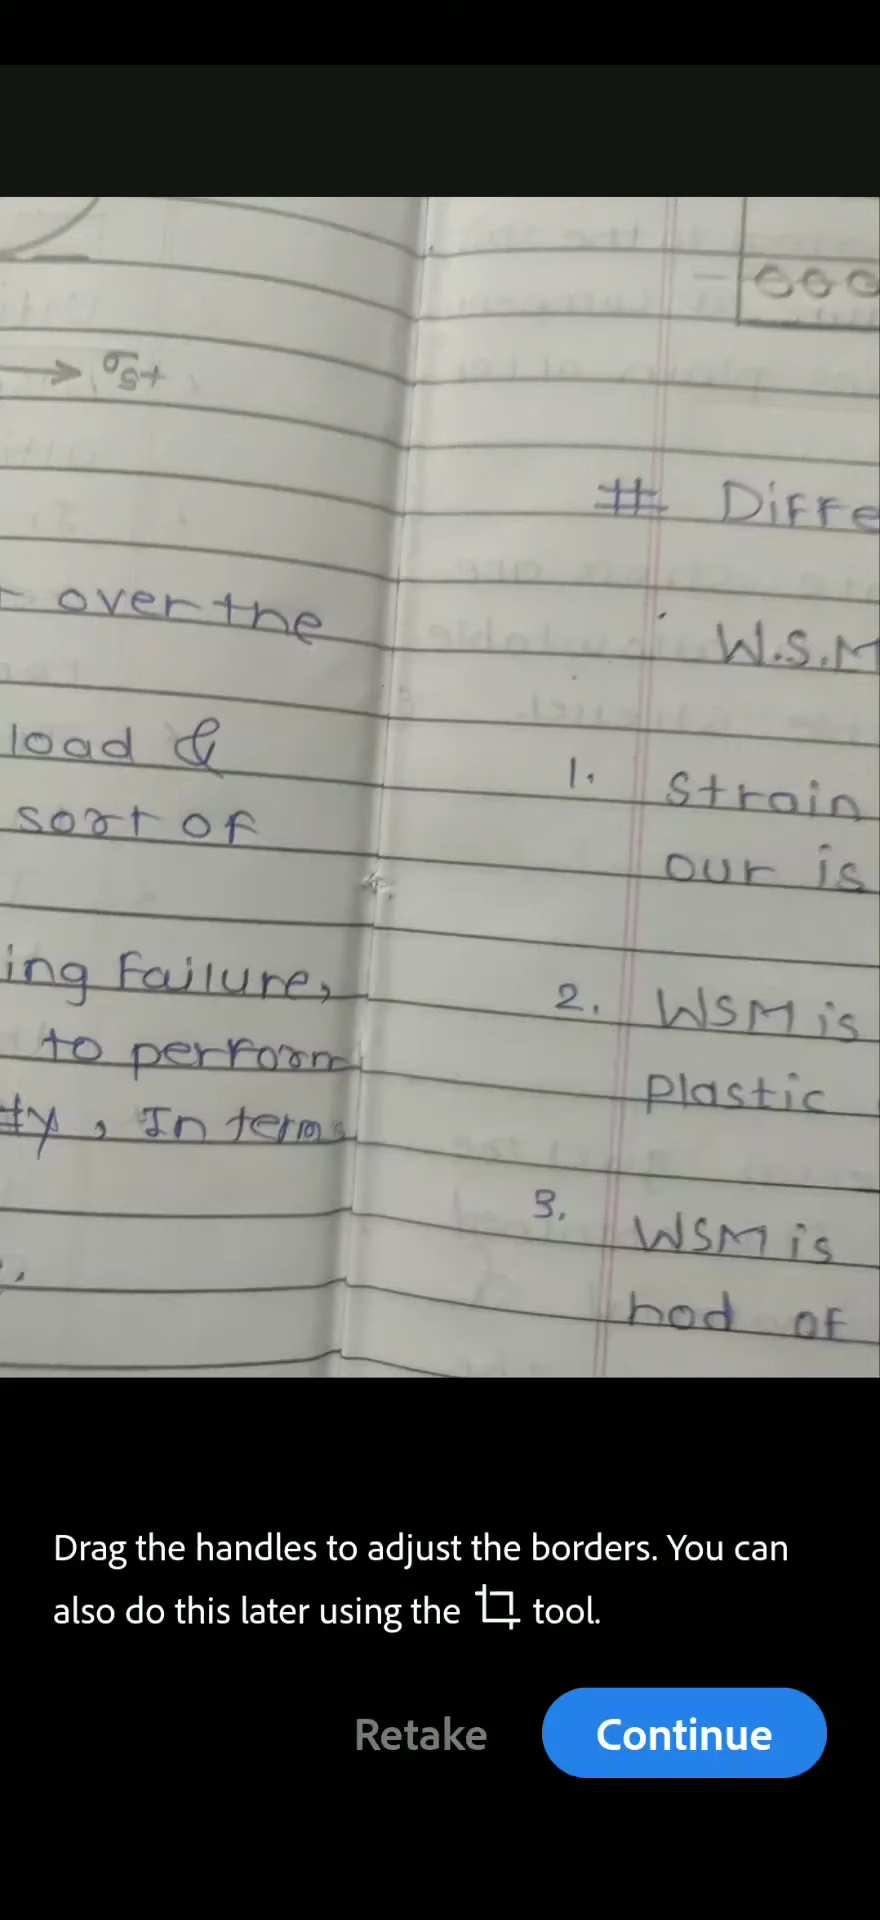 → σst
over the
load &
sort of
ing Failure,
to perform
ty, In terms
- 000
# Diffe
W.S.M
1. Strain
our is
2. WSM is
Plastic
3. WSM is
hod of
Drag the handles to adjust the borders. You can
also do this later using the tool.
Retake
Continue